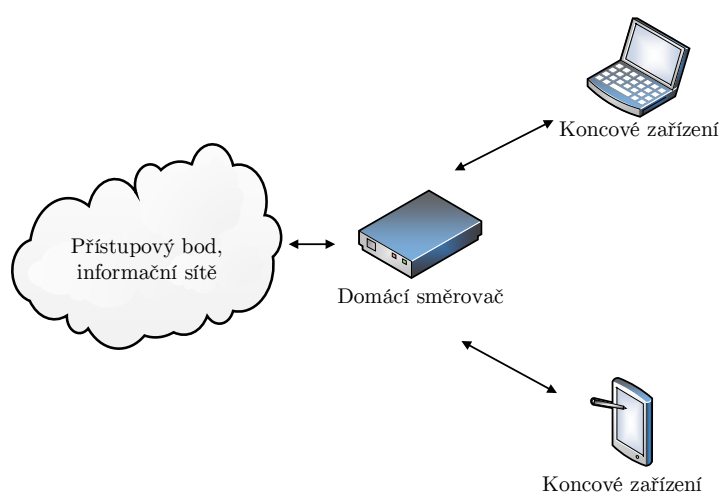 Koncové zařízení
Přístupový bod,
informační sítě
Domácí směrovač
Koncové zařízení